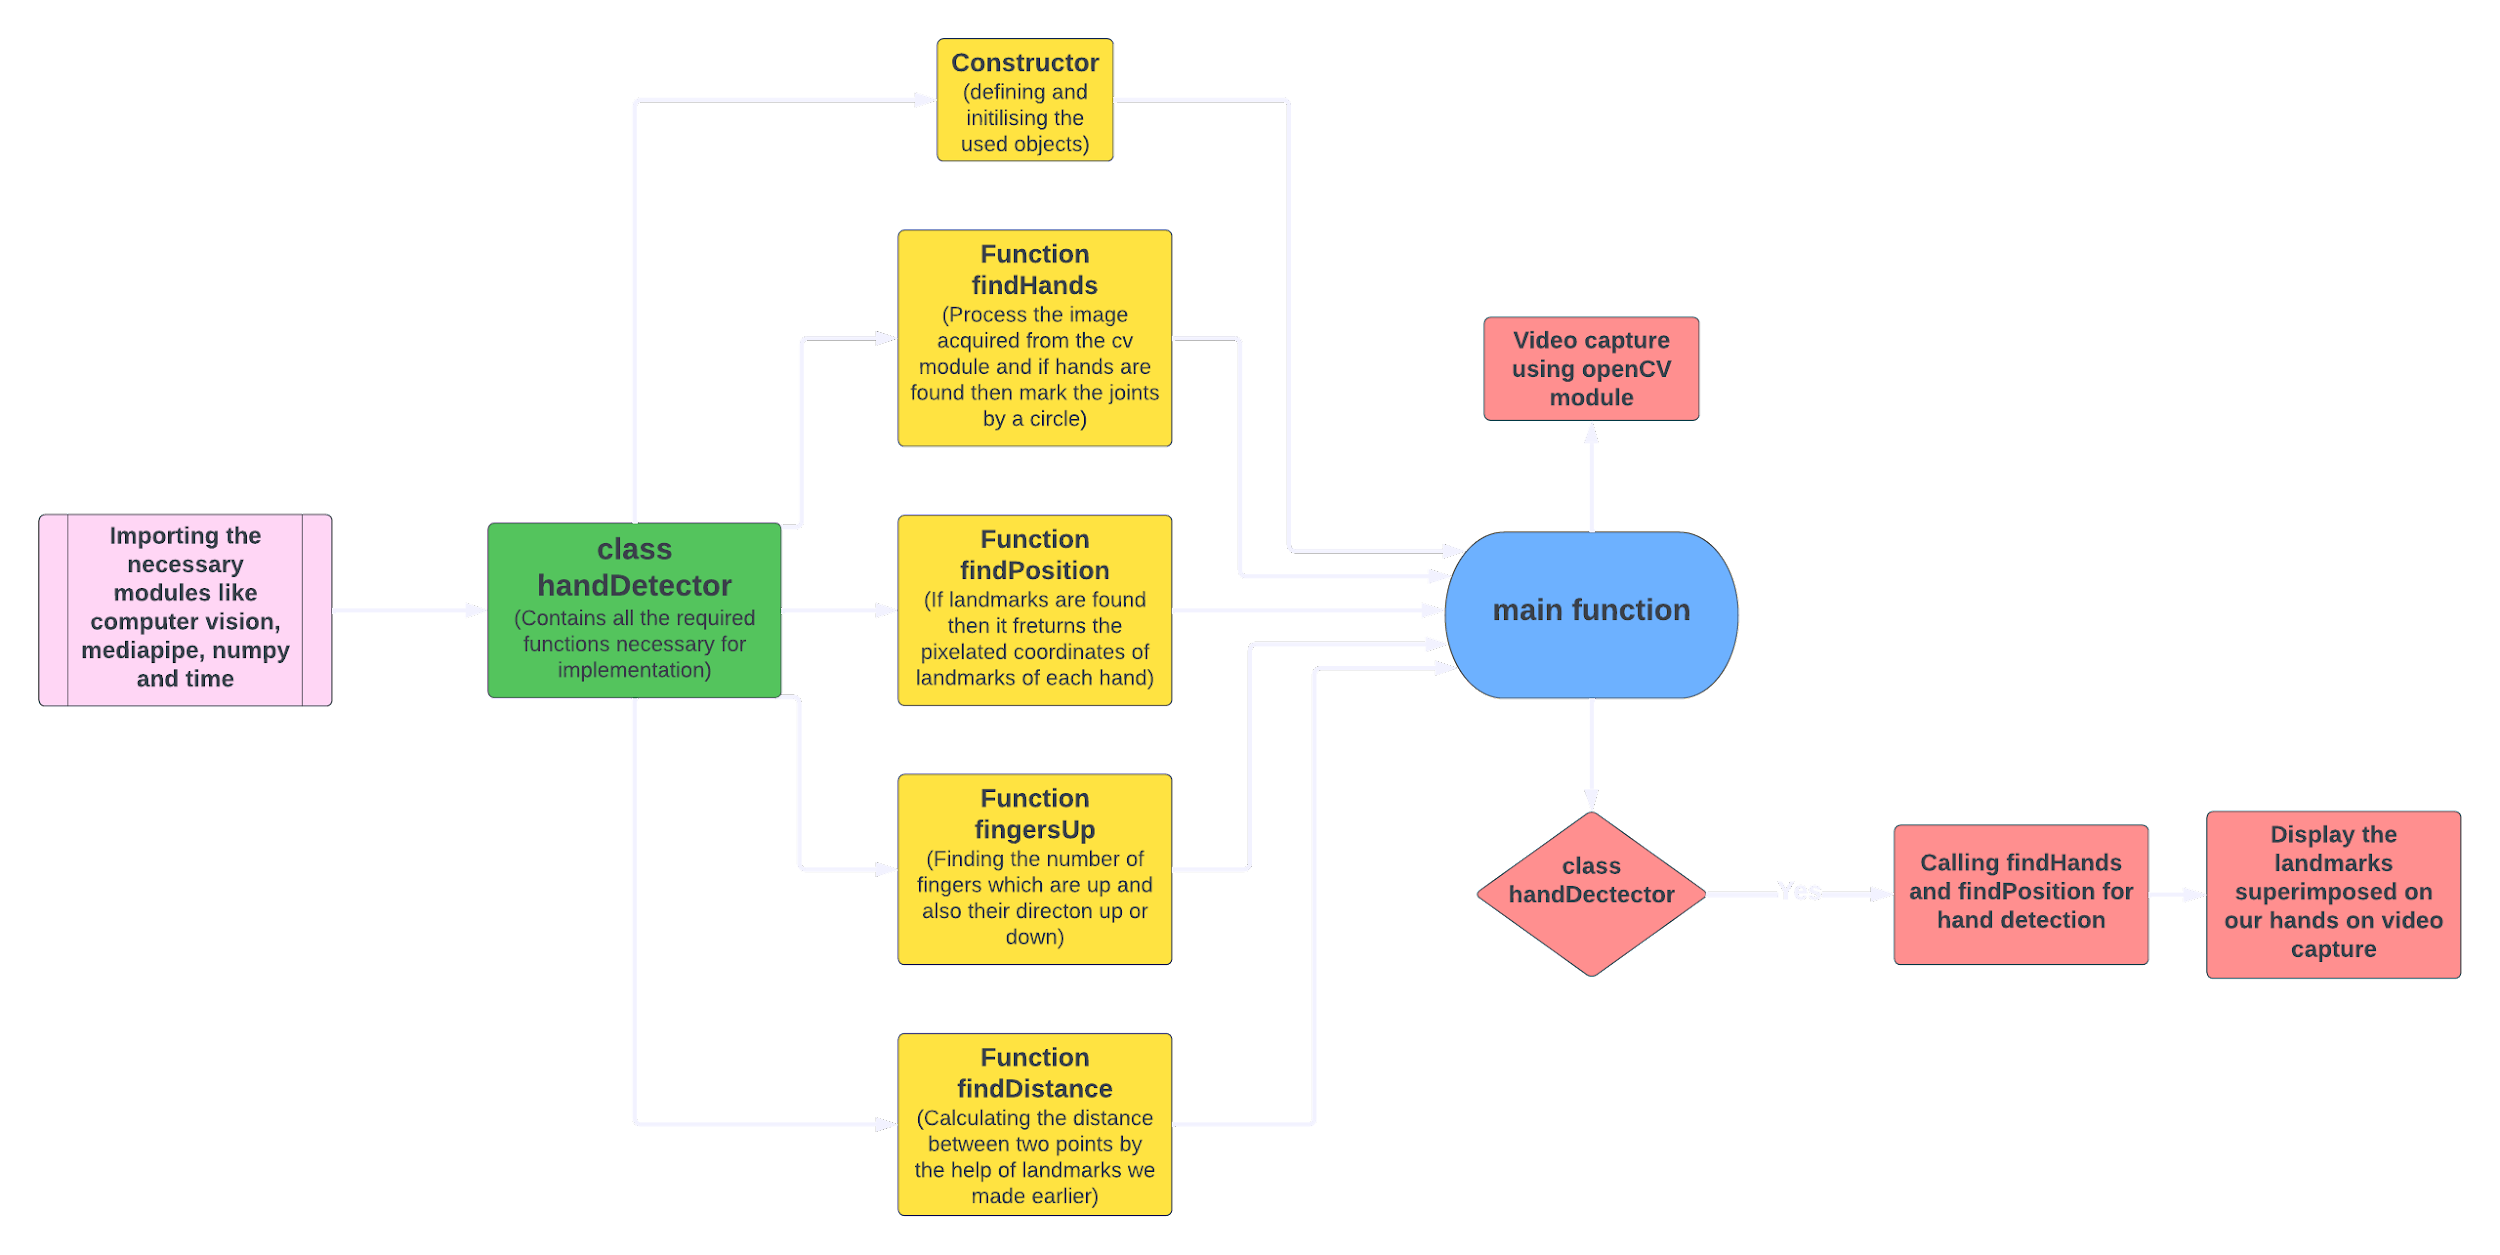 Importing the
necessary
modules like
computer vision,
mediapipe, numpy
and time
class
handDetector
(Contains all the required
functions necessary for
implementation)
Constructor
(defining and
initilising the
used objects)
Function
findHands
(Process the image
acquired from the cv
module and if hands are
found then mark the joints
by a circle)
Function
findPosition
(If landmarks are found
then it freturns the
pixelated coordinates of
landmarks of each hand)
Function
fingersUp
(Finding the number of
fingers which are up and
also their directon up or
down)
Function
findDistance
(Calculating the distance
between two points by
the help of landmarks we
made earlier)
Video capture
using openCV
module
main function
class
handDectector
Yes
Calling findHands
and findPosition for
hand detection
Display the
landmarks
superimposed on
our hands on video
capture